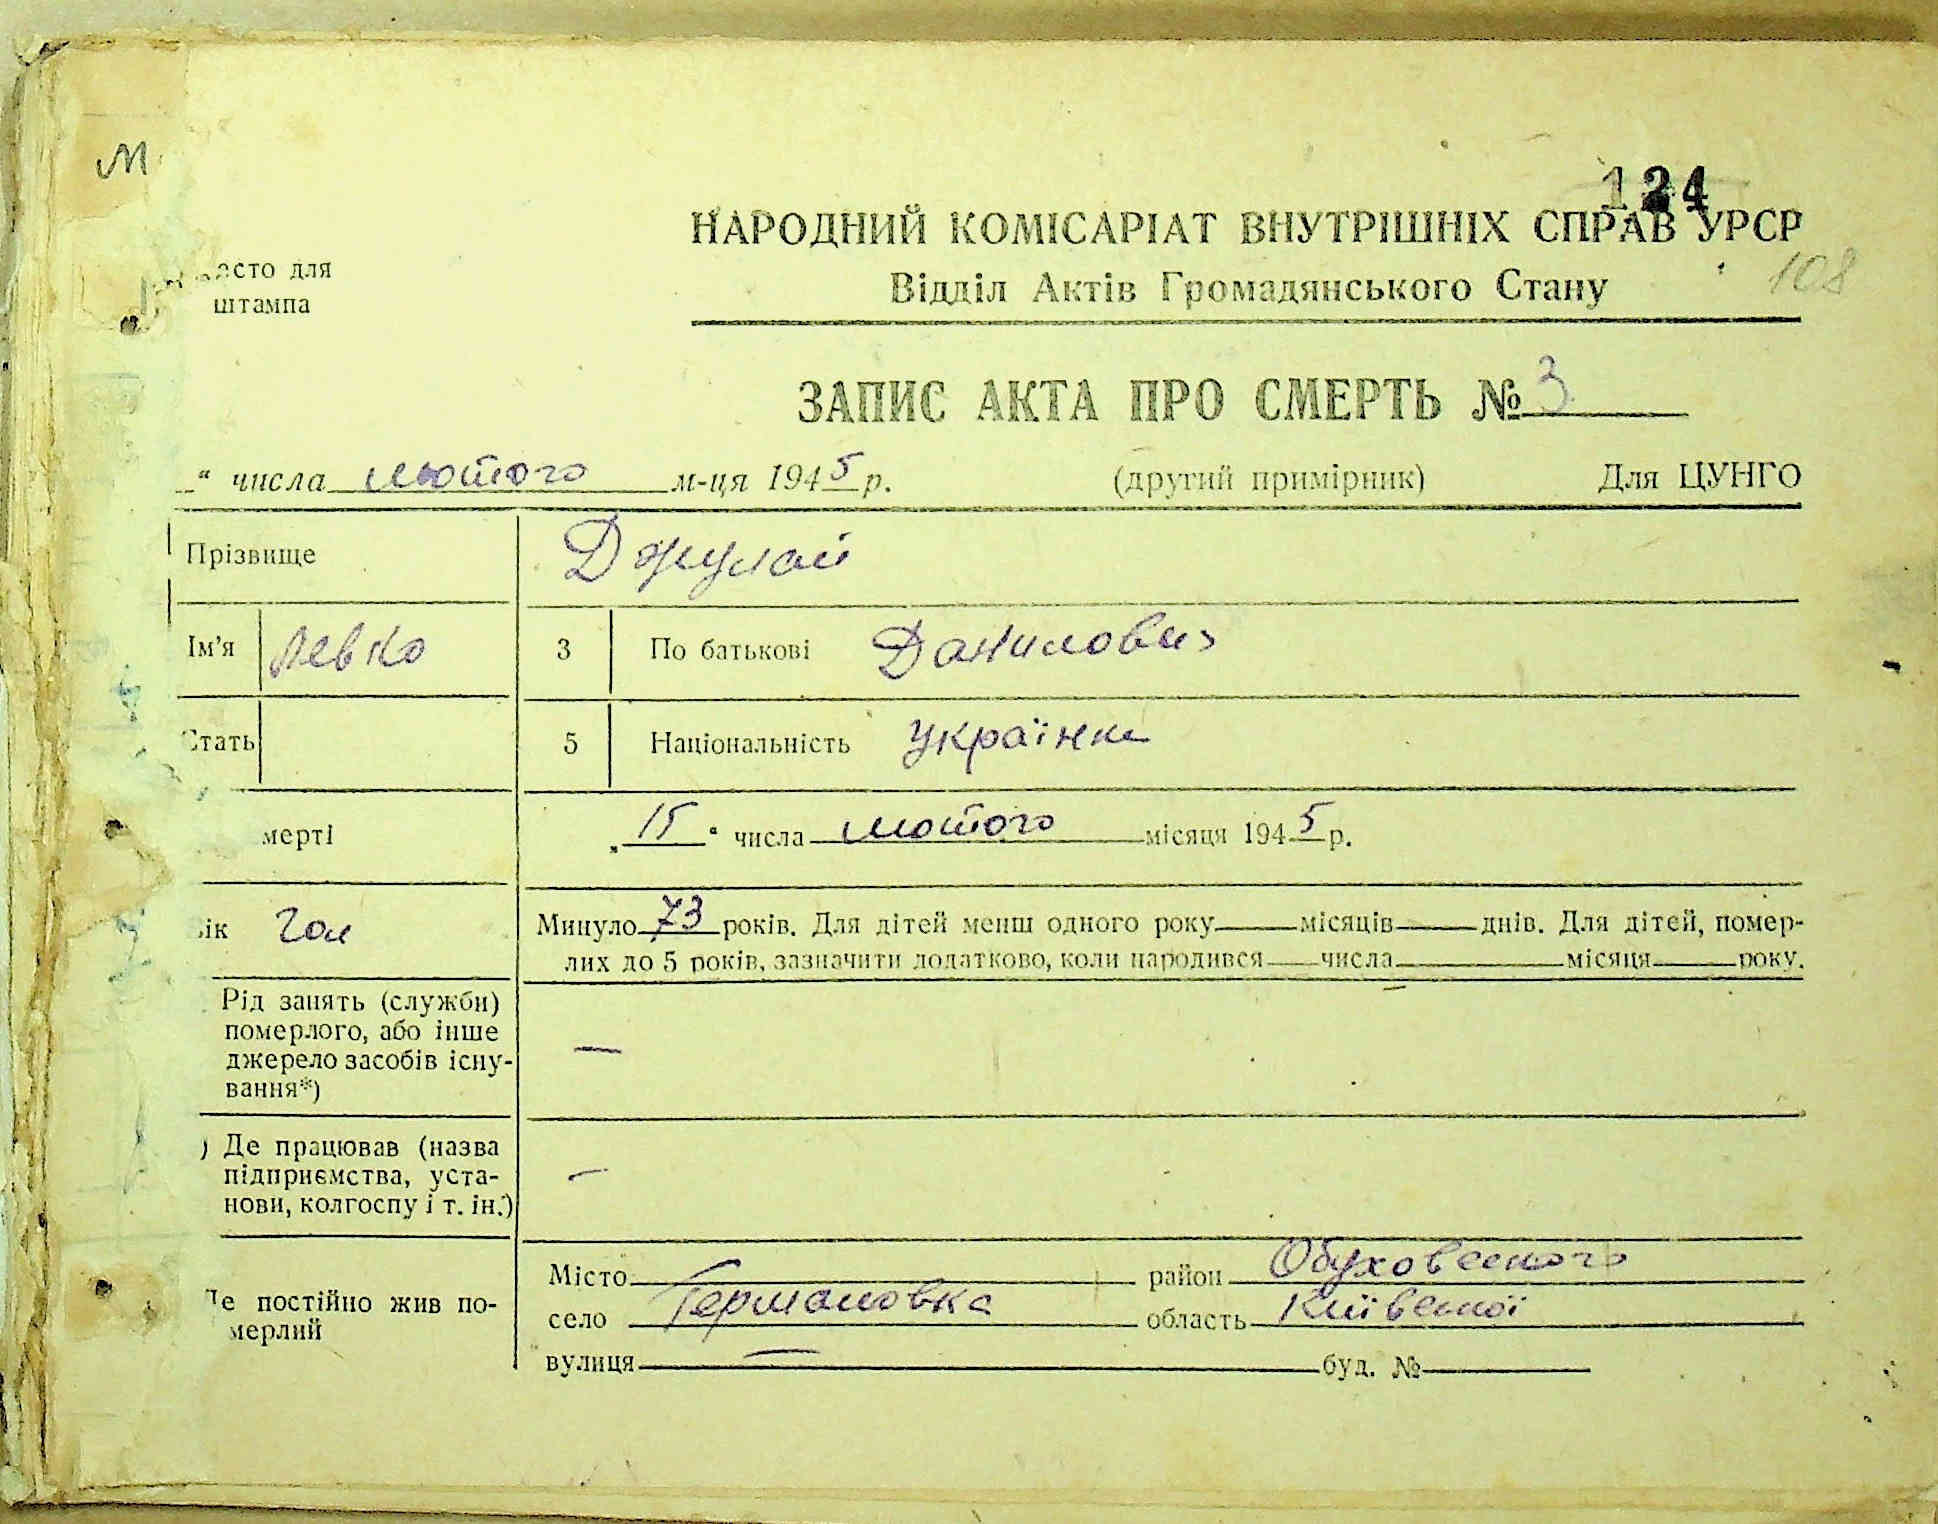 М
124
НАРОДНИЙ КОМІСАРІАТ ВНУТРІШНІХ СПРАВ УРСР
108
Відділ Актів Громадянського Стану
для
штампа
ЗАПИС АКТА ПРО СМЕРТЬ № 3
“ числа лютого м-ця 1945 р. (другий примірник) Для ЦУНГО
Прізвище Джулай
Ім’я Левко 3 По батькові Данилович
Стать 5 Національність
мерті „15“ числа лютого місяця 1945 р.
ік Минуло 73 років. Для дітей менш одного року місяців днів. Для дітей, помер-
лих до 5 років, зазначити додатково, коли народився числа місяця року.
Рід занять (служби)
померлого, або інше
джерело засобів існу-
вання*) —
) Де працював (назва
підприємства, уста-
нови, колгоспу і т. ін.) —
Місто район Обуховського
Де постійно жив по-
мерлий
село Германовка область Київської
вулиця — буд. №